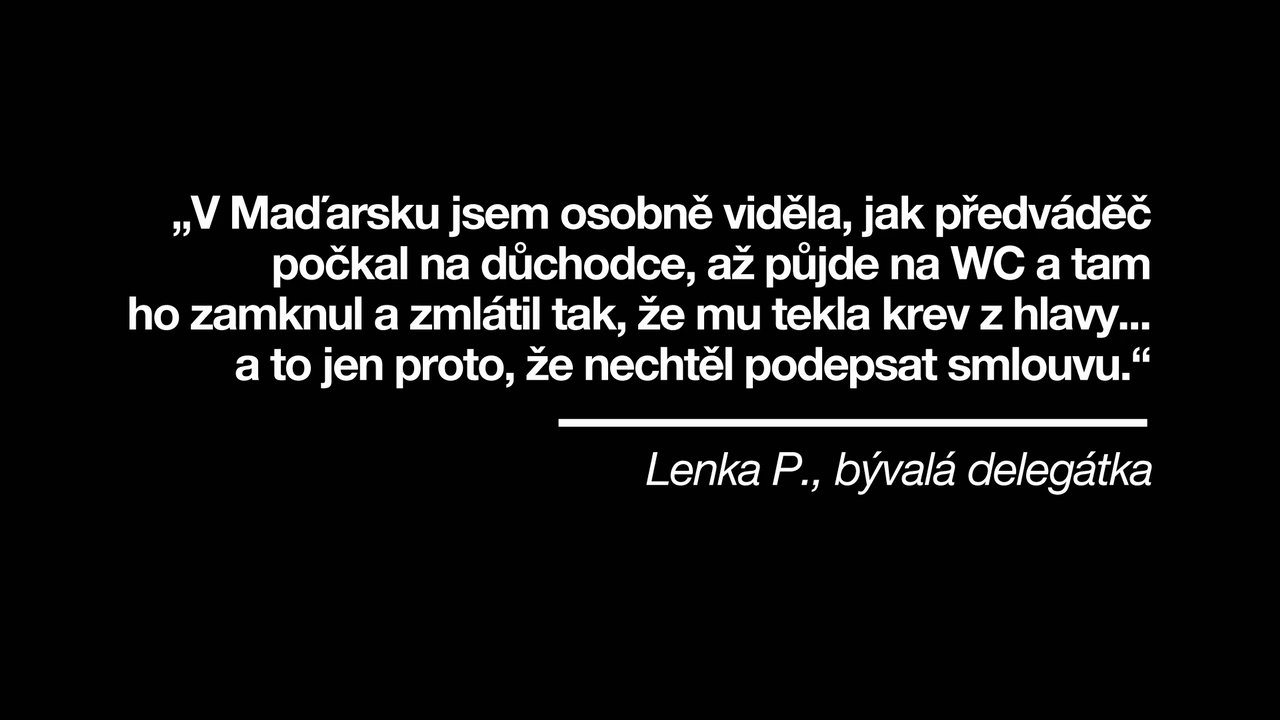 „V Maďarsku jsem osobně viděla, jak předváděč
počkal na důchodce, až půjde na WC a tam
ho zamknul a zmlátil tak, že mu tekla krev z hlavy...
a to jen proto, že nechtěl podepsat smlouvu.“
Lenka P., bývalá delegátka